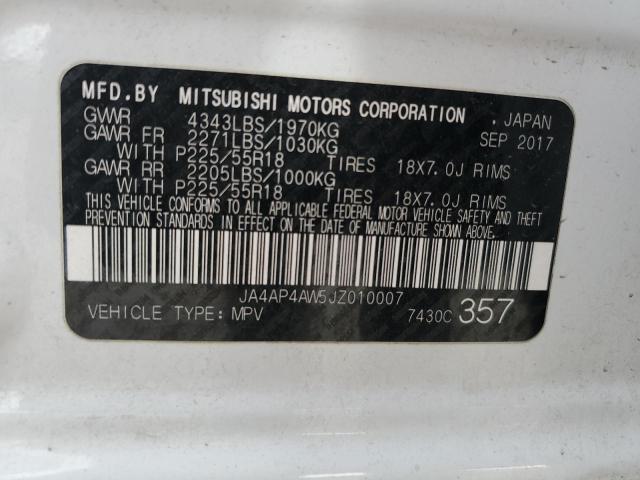 MFD.BY MITSUBISHI MOTORS CORPORATION . JAPAN
GVWR 4343LBS/1970KG SEP 2017
GAWR FR 2271LBS/1030KG
WITH P225/55R18 TIRES 18X7.0J RIMS
GAWR RR 2205LBS/1000KG
WITH P225/55R18 TIRES 18X7.0J RIMS
THIS VEHICLE CONFORMS TO ALL APPLICABLE FEDERAL MOTOR VEHICLE SAFETY AND THEFT
PREVENTION STANDARDS IN EFFECT ON THE DATE OF MANUFACTURE SHOWN ABOVE.
JA4AP4AW5JZ010007
VEHICLE TYPE: MPV 7430C 357